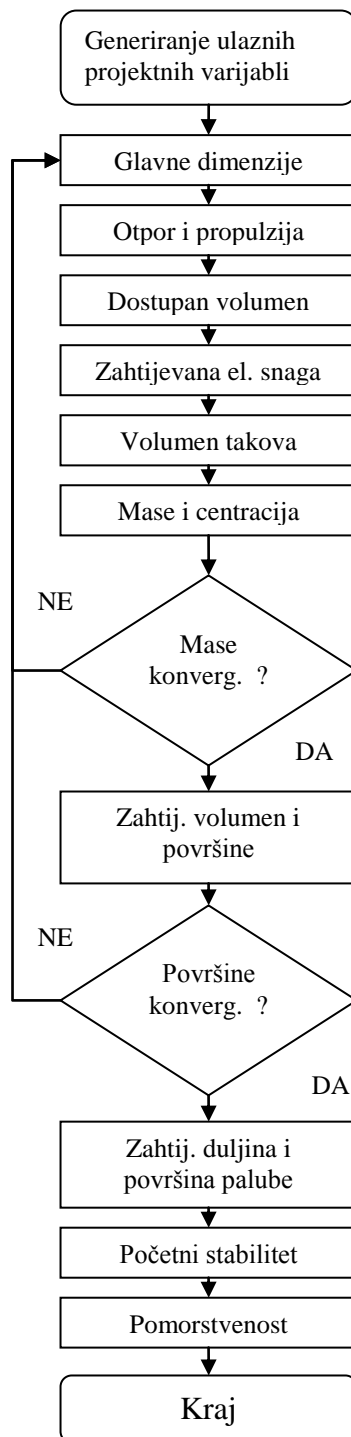 Generiranje ulaznih
projektnih varijabli
Glavne dimenzije
Otpor i propulzija
Dostupan volumen
Zahtijevana el. snaga
Volumen takova
Mase i centracija
NE
Mase
konverg. ?
DA
Zahtij. volumen i
površine
NE
Površine
konverg. ?
DA
Zahtij. duljina i
površina palube
Početni stabilitet
Pomorstvenost
Kraj